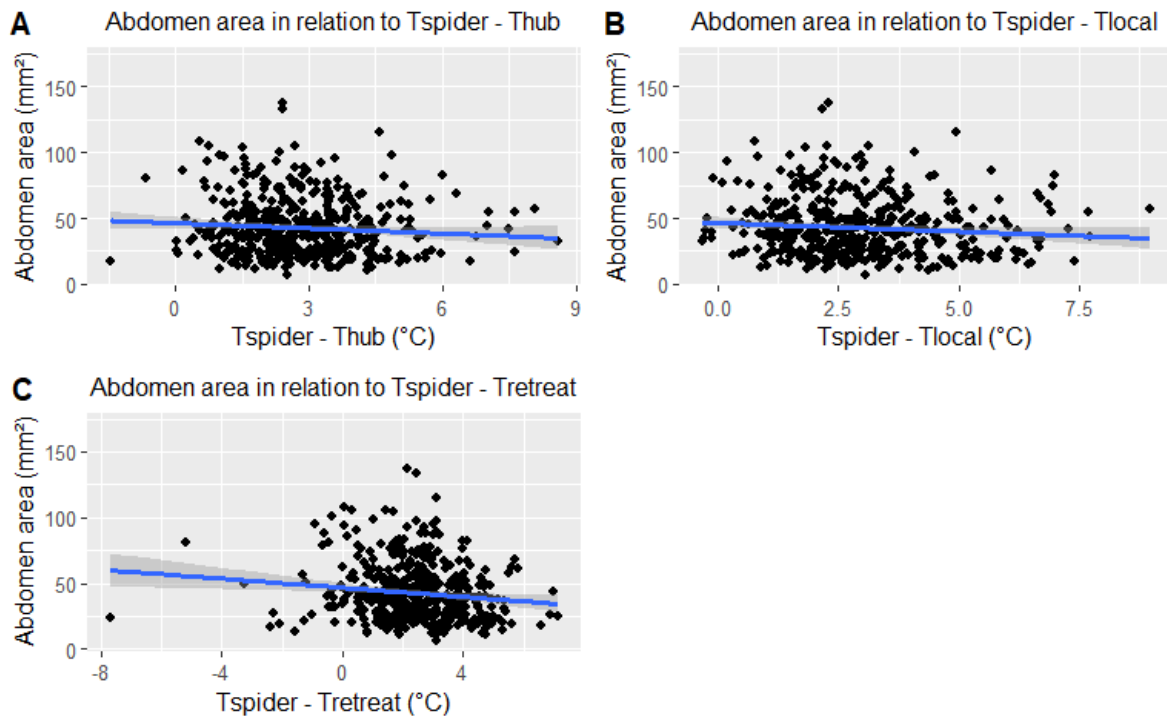 A Abdomen area in relation to Tspider - Thub
Abdomen area (mm²)
150
100
50
0
0 3 6 9
Tspider - Thub (°C)
B Abdomen area in relation to Tspider - Tlocal
Abdomen area (mm²)
150
100
50
0
0.0 2.5 5.0 7.5
Tspider - Tlocal (°C)
C Abdomen area in relation to Tspider - Tretreat
Abdomen area (mm²)
150
100
50
0
-8 -4 0 4
Tspider - Tretreat (°C)